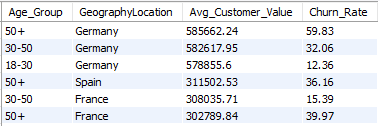 Age_Group GeographyLocation Avg_Customer_Value Churn_Rate
50+ Germany 585662.24 59.83
30-50 Germany 582617.95 32.06
18-30 Germany 578855.6 12.36
50+ Spain 311502.53 36.16
30-50 France 308035.71 15.39
50+ France 302789.84 39.97